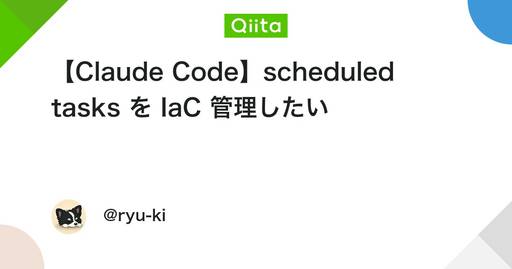 Qiita
【Claude Code】scheduled
tasks を IaC 管理したい
@ryu-ki